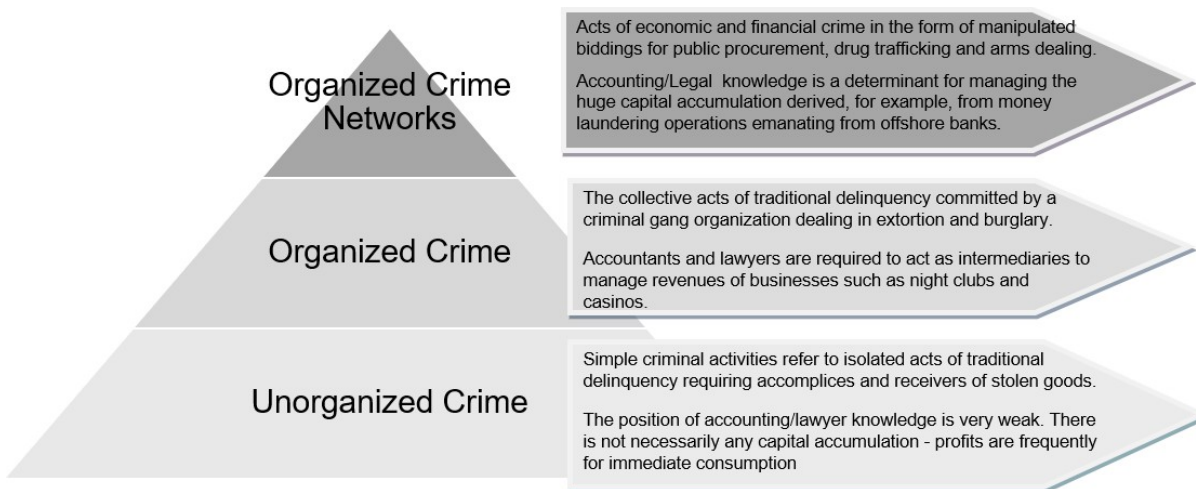 Organized Crime
Networks
Acts of economic and financial crime in the form of manipulated
biddings for public procurement, drug trafficking and arms dealing.
Accounting/Legal knowledge is a determinant for managing the
huge capital accumulation derived, for example, from money
laundering operations emanating from offshore banks.
Organized Crime
The collective acts of traditional delinquency committed by a
criminal gang organization dealing in extortion and burglary.
Accountants and lawyers are required to act as intermediaries to
manage revenues of businesses such as night clubs and
casinos.
Unorganized Crime
Simple criminal activities refer to isolated acts of traditional
delinquency requiring accomplices and receivers of stolen goods.
The position of accounting/lawyer knowledge is very weak. There
is not necessarily any capital accumulation - profits are frequently
for immediate consumption